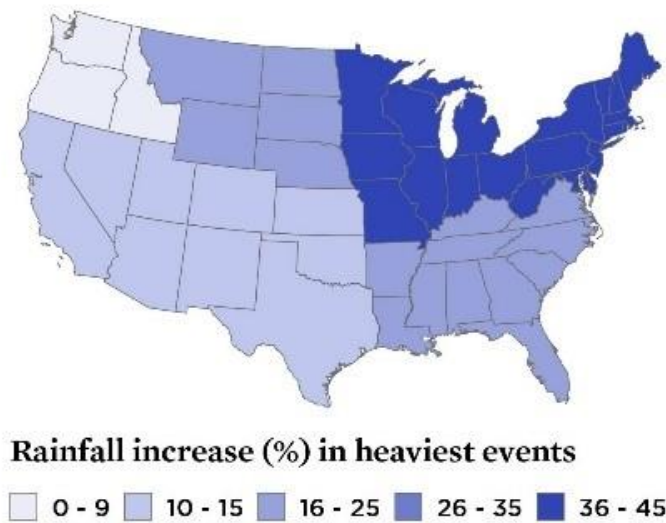 Rainfall increase (%) in heaviest events
0 - 9 10 - 15 16 - 25 26 - 35 36 - 45